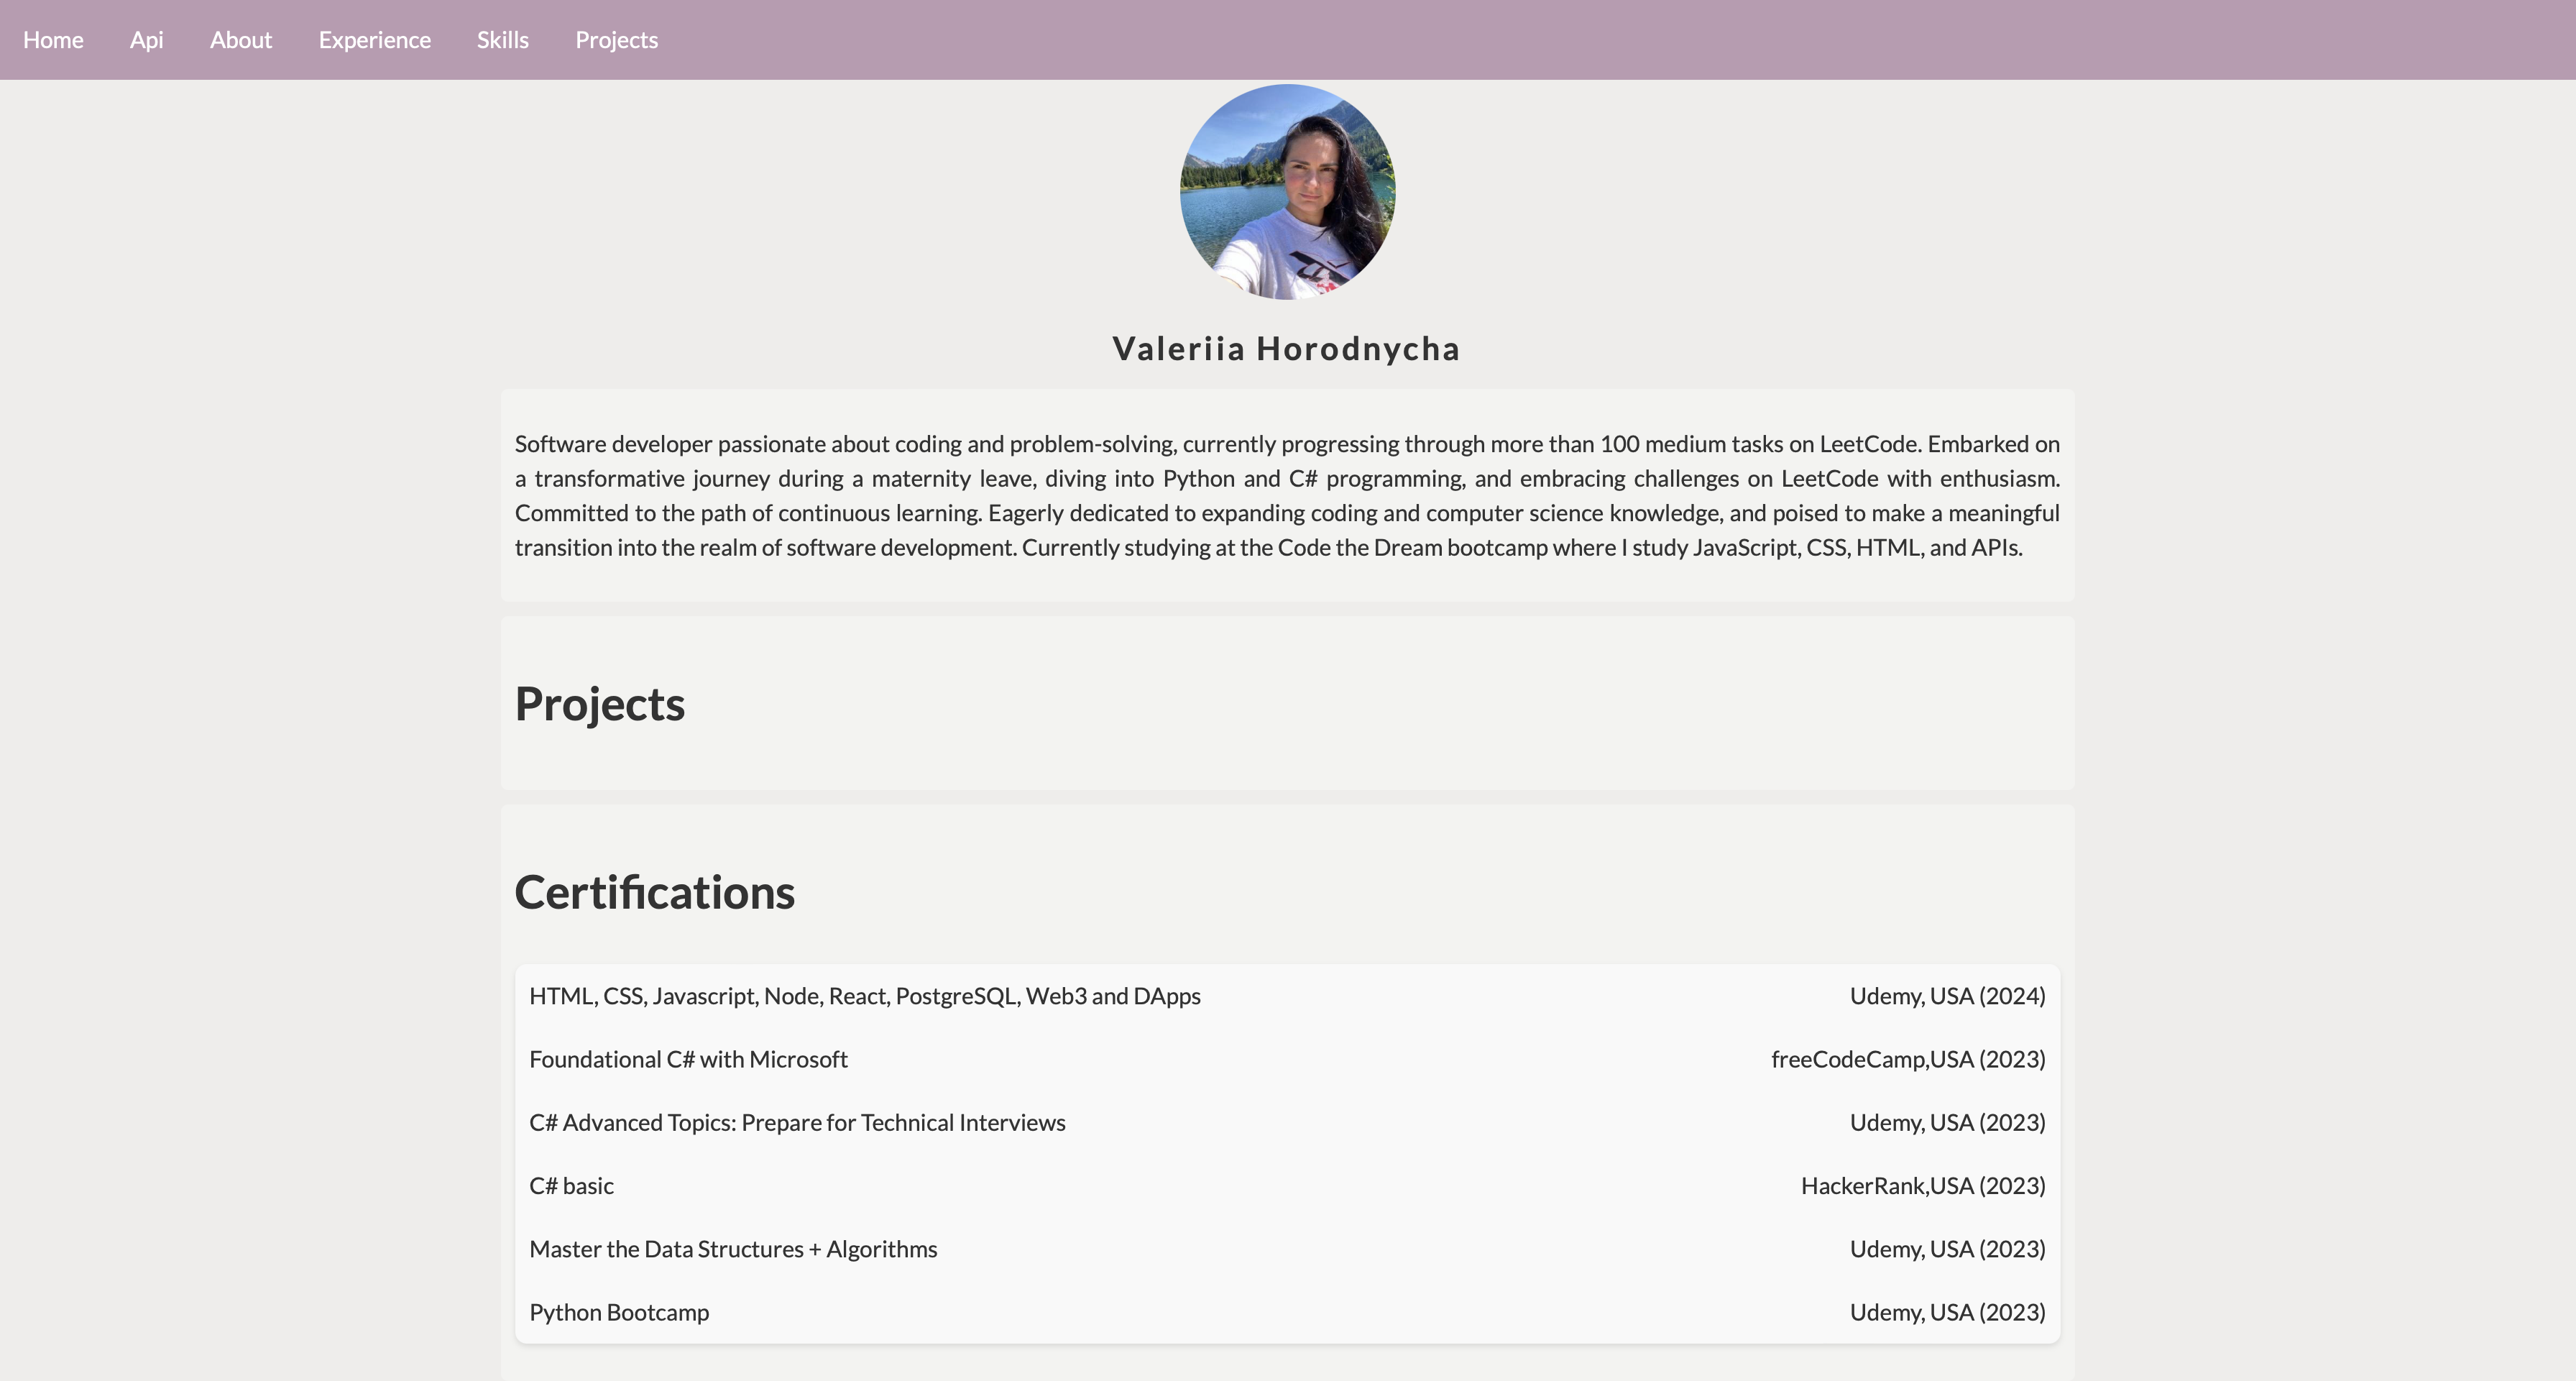 Home Api About Experience Skills Projects
Valeriia Horodnycha
Software developer passionate about coding and problem-solving, currently progressing through more than 100 medium tasks on LeetCode. Embarked on
a transformative journey during a maternity leave, diving into Python and C# programming, and embracing challenges on LeetCode with enthusiasm.
Committed to the path of continuous learning. Eagerly dedicated to expanding coding and computer science knowledge, and poised to make a meaningful
transition into the realm of software development. Currently studying at the Code the Dream bootcamp where I study JavaScript, CSS, HTML, and APIs.
Projects
Certifications
HTML, CSS, Javascript, Node, React, PostgreSQL, Web3 and DApps Udemy, USA (2024)
Foundational C# with Microsoft freeCodeCamp,USA (2023)
C# Advanced Topics: Prepare for Technical Interviews Udemy, USA (2023)
C# basic HackerRank,USA (2023)
Master the Data Structures + Algorithms Udemy, USA (2023)
Python Bootcamp Udemy, USA (2023)